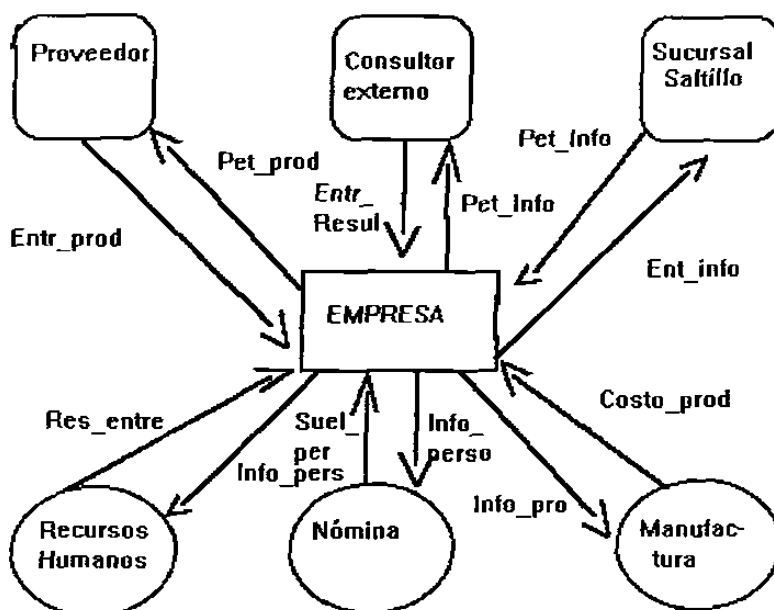 Proveedor
Consultor
externo
Sucursal
Saltillo
Pet_prod
Entr_
Resul
Pet_Info
Pet_Info
Entr_prod
Ent_info
EMPRESA
Res_entre
Suel_
per
Info_
perso
Costo_prod
Info_pers
Info_pro
Recursos
Humanos
Nómina
Manufac-
tura